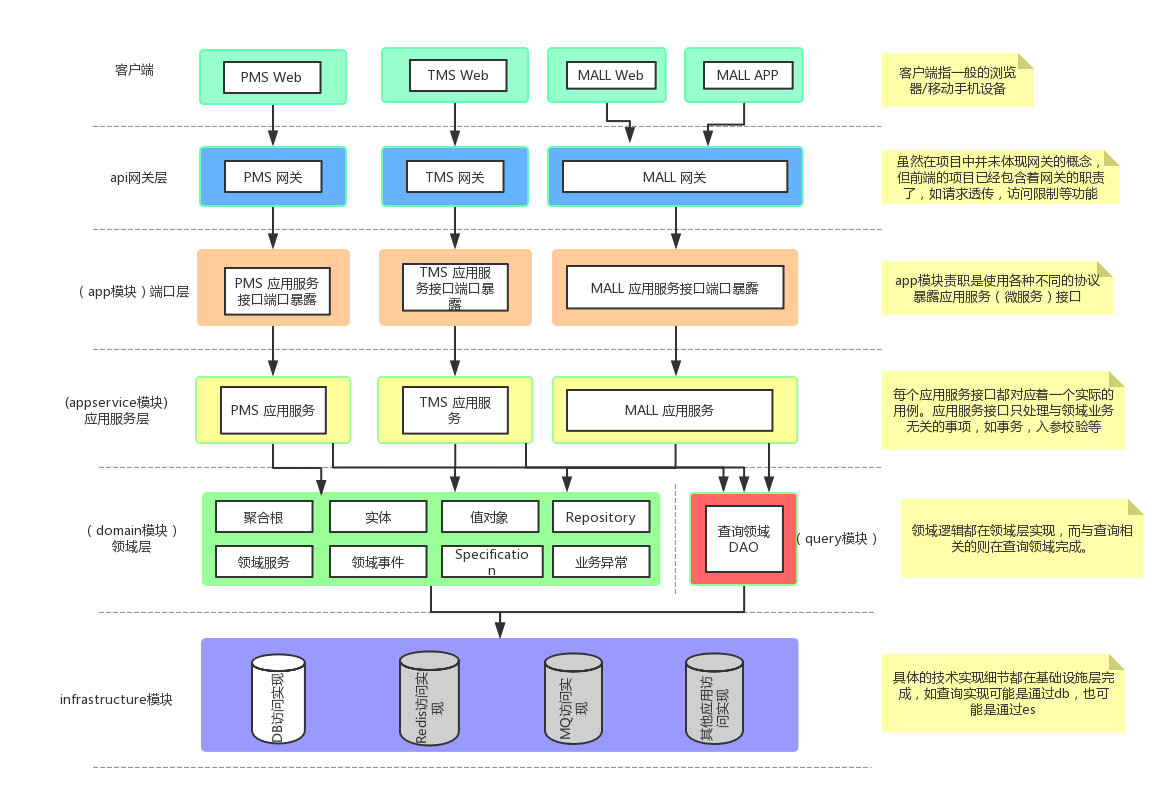 客户端
PMS Web
TMS Web
MALL Web
MALL APP
客户端指一般的浏览
器/移动手机设备
api网关层
PMS 网关
TMS 网关
MALL 网关
虽然在项目中并未体现网关的概念，
但前端的项目已经包含着网关的职责
了，如请求透传，访问限制等功能
（app模块）端口层
PMS 应用服务
接口端口暴露
TMS 应用服
务接口端口暴
露
MALL 应用服务接口端口暴露
app模块责职是使用各种不同的协议
暴露应用服务（微服务）接口
(appservice模块)
应用服务层
PMS 应用服务
TMS 应用服
务
MALL 应用服务
每个应用服务接口都对应着一个实际的
用例。应用服务接口只处理与领域业务
无关的事项，如事务，入参校验等
（domain模块）
领域层
聚合根
实体
值对象
Repository
领域服务
领域事件
Specificatio
n
业务异常
查询领域
DAO
（query模块）
领域逻辑都在领域层实现，而与查询相
关的则在查询领域完成。
infrastructure模块
DB访问实现
Redis访问实
现
MQ访问实
现
其他应用访
问实现
具体的技术实现细节都在基础设施层完
成，如查询实现可能是通过db，也可
能是通过es